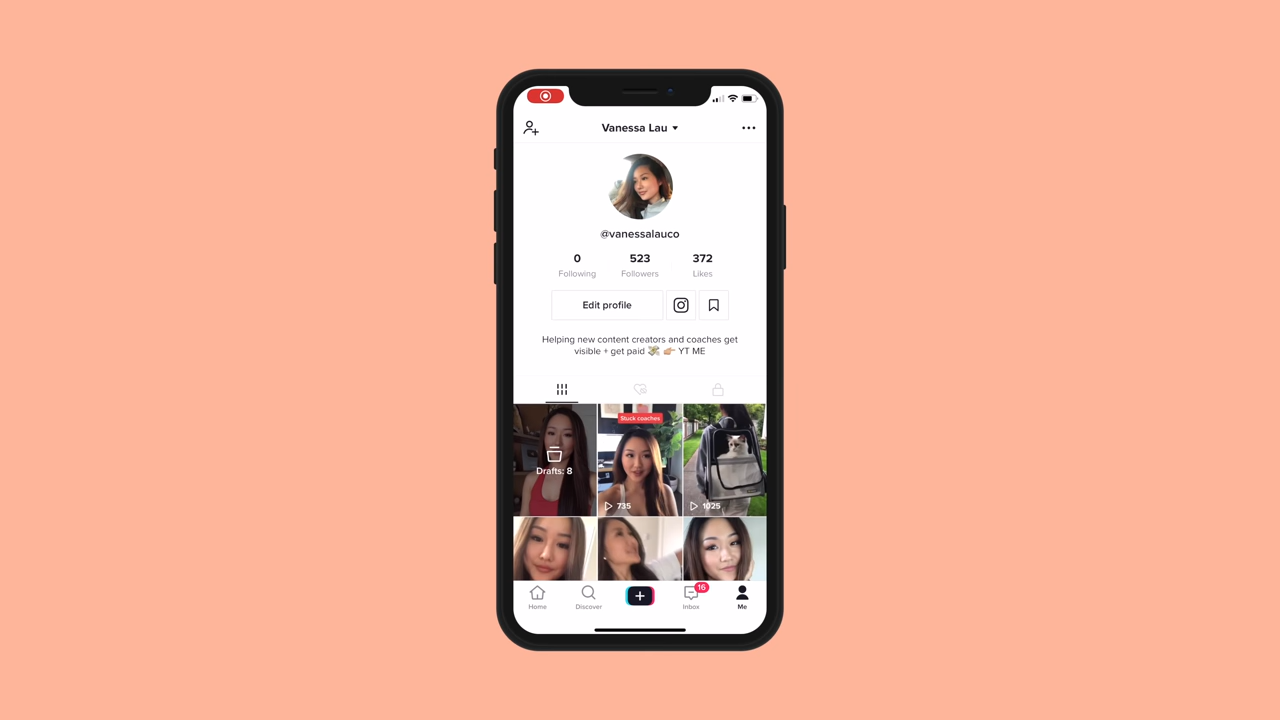 Vanessa Lau
@vanessalauco
0 523 372
Following Followers Likes
Edit profile
Helping new content creators and coaches get
visible + get paid 💸 👉🏼 YT ME
Stuck coaches
Drafts: 8
735 1025
16
Home Discover Inbox Me